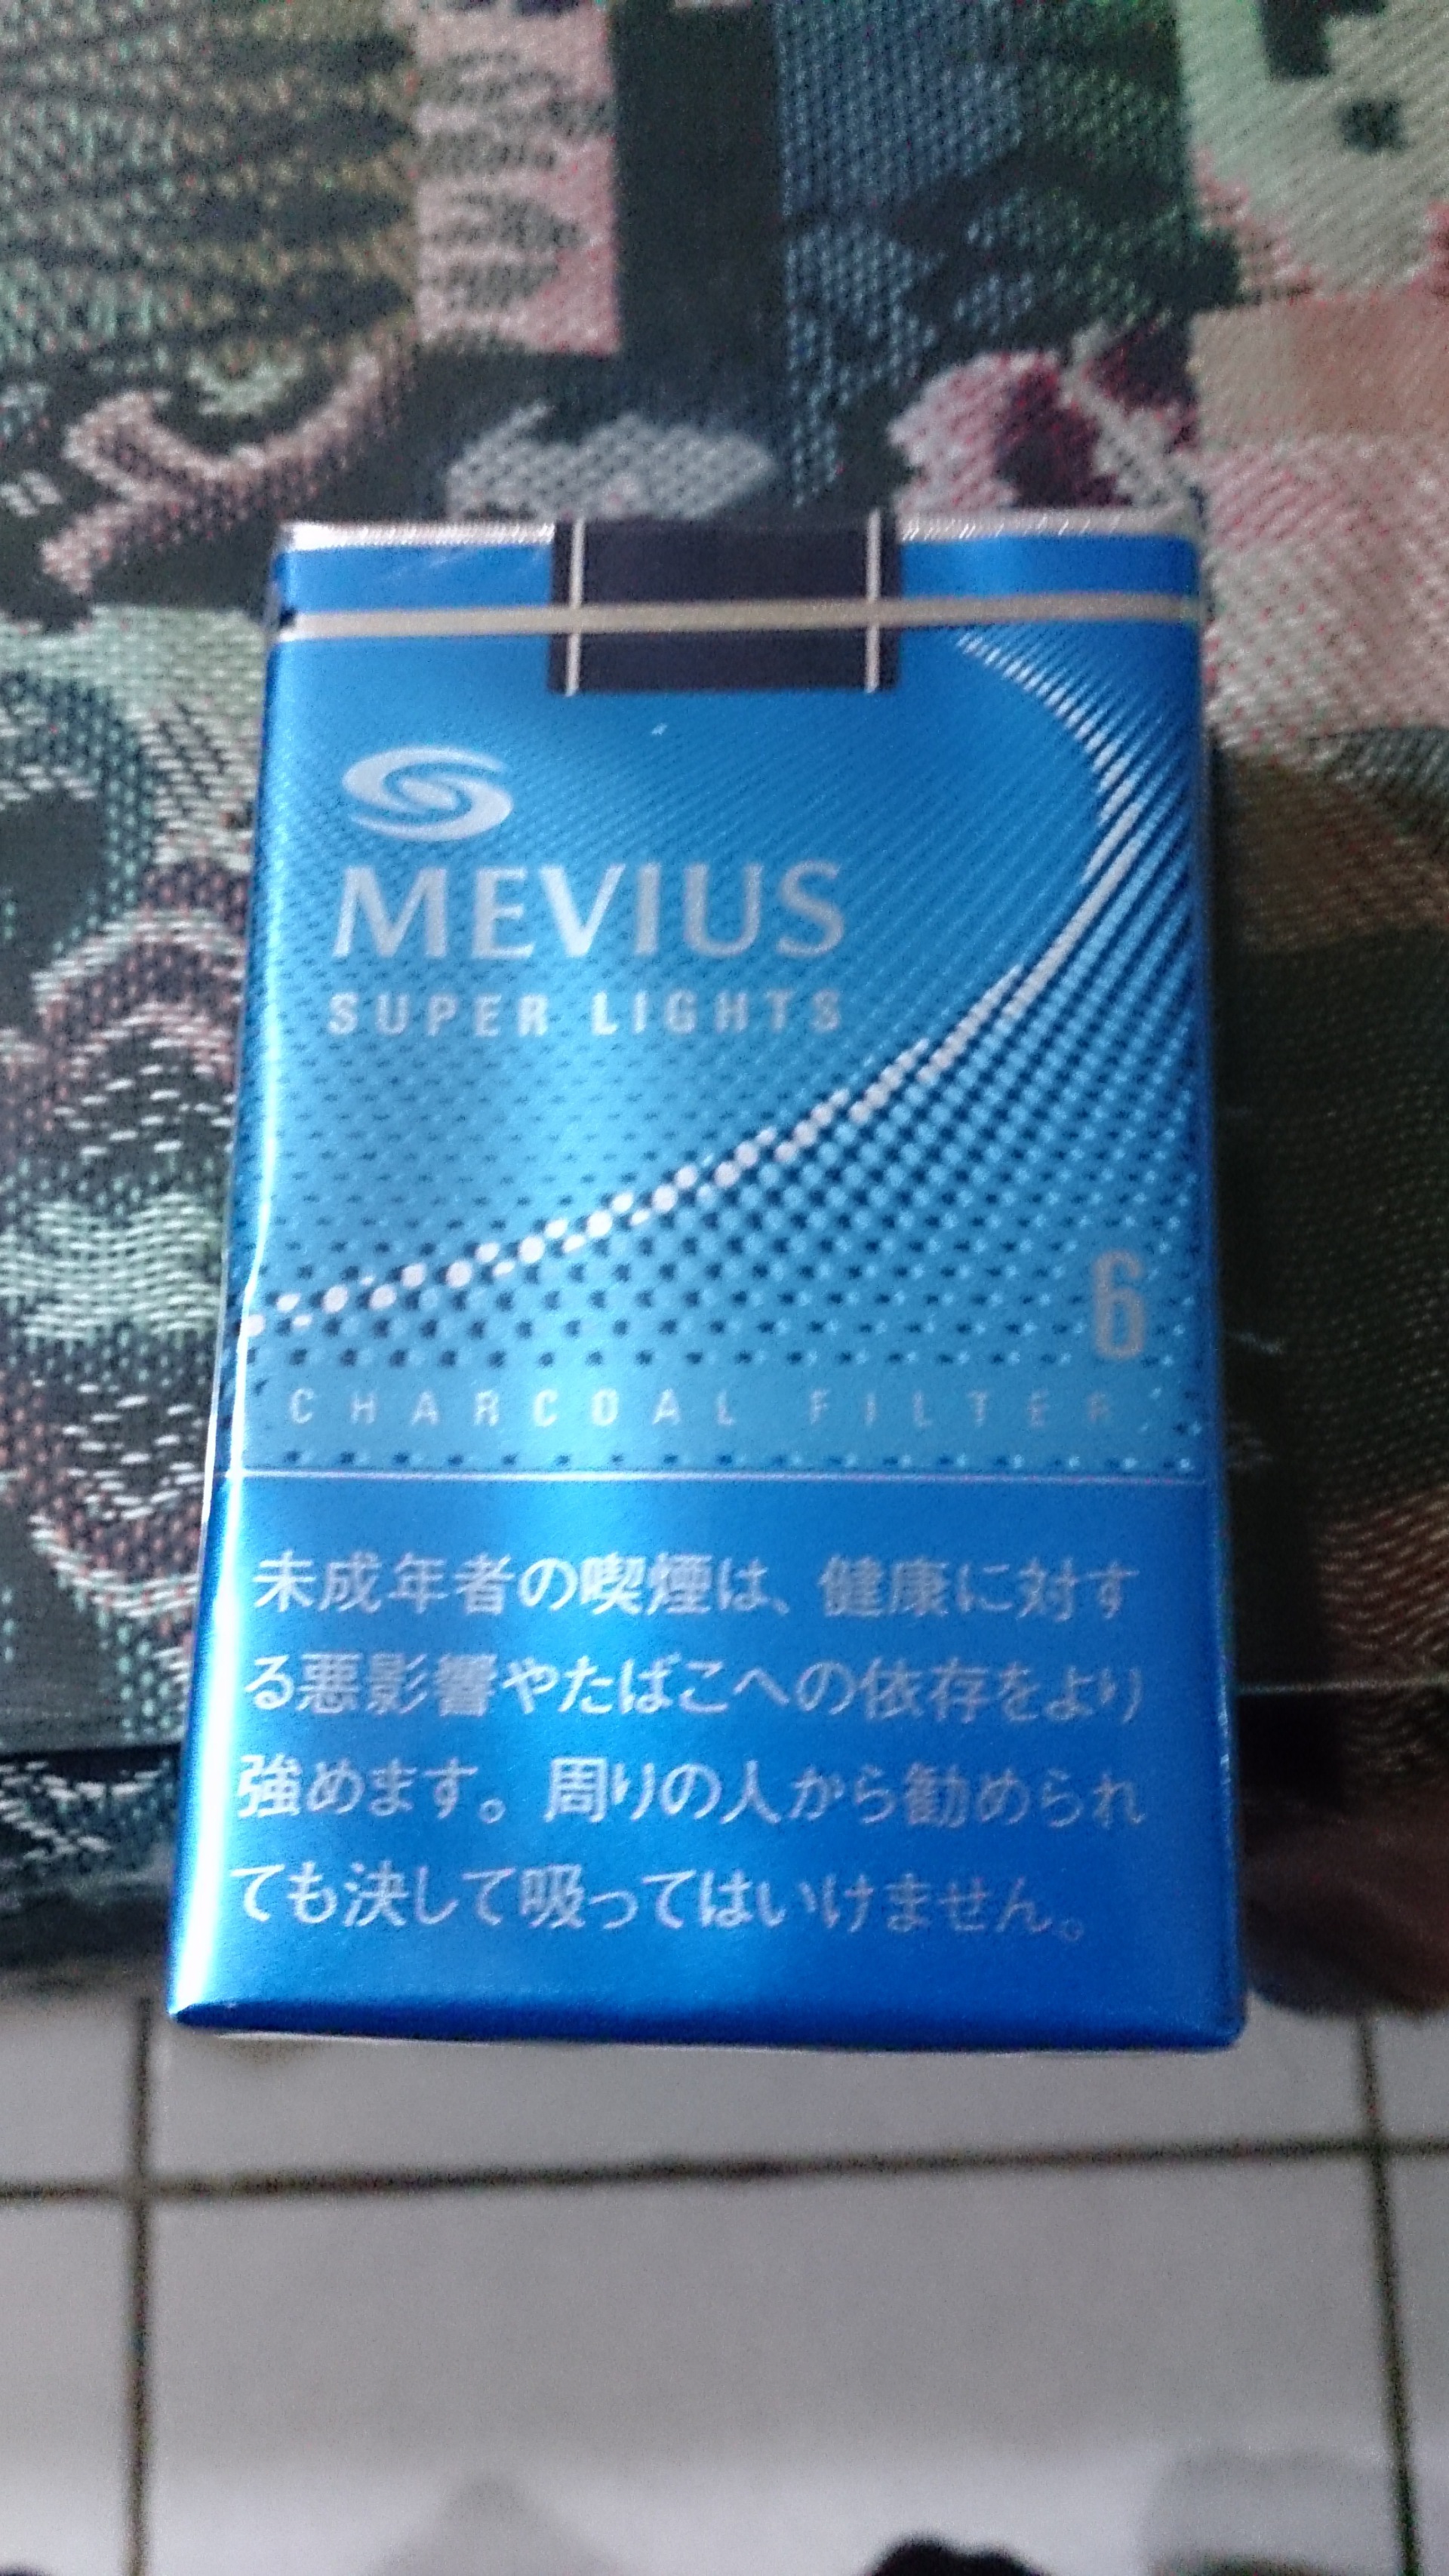 MEVIUS
SUPER LIGHTS
6
CHARCOAL FILTER
未成年者の喫煙は、健康に対す
る悪影響やたばこへの依存をより
強めます。周りの人から勧められ
ても決して吸ってはいけません。